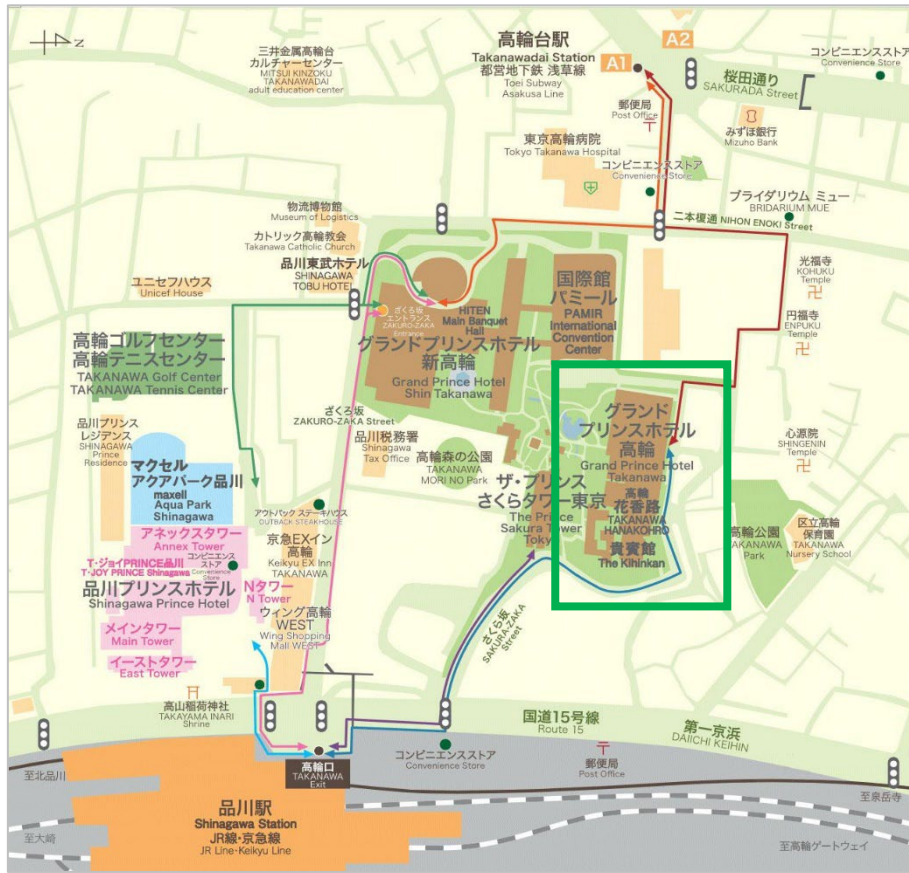 N
三井金属高輪台
カルチャーセンター
MITSUI KINZOKU
TAKANAWADAI
adult education center
高輪台駅
Takanawadai Station
都営地下鉄 浅草線
Toei Subway
Asakusa Line
A1
A2
コンビニエンスストア
Convenience Store
桜田通り
SAKURADA Street
郵便局
Post Office
みずほ銀行
Mizuho Bank
東京高輪病院
Tokyo Takanawa Hospital
コンビニエンスストア
Convenience Store
ブライダリウム ミュー
BRIDARIUM MUE
二本榎通 NIHON ENOKI Street
物流博物館
Museum of Logistics
カトリック高輪教会
Takanawa Catholic Church
品川東武ホテル
SHINAGAWA
TOBU HOTEL
ユニセフハウス
Unicef House
ざくろ坂
エントランス
ZAKURO-ZAKA
Entrance
HITEN
Main Banquet
Hall
国際館
パミール
PAMIR
International
Convention
Center
光福寺
KOHUKU
Temple
円福寺
ENPUKU
Temple
高輪ゴルフセンター
高輪テニスセンター
TAKANAWA Golf Center
TAKANAWA Tennis Center
グランドプリンスホテル
新高輪
Grand Prince Hotel
Shin Takanawa
ざくろ坂
ZAKURO-ZAKA Street
品川税務署
Shinagawa
Tax Office
高輪森の公園
TAKANAWA
MORI NO Park
グランド
プリンスホテル
高輪
Grand Prince Hotel
Takanawa
高輪
花香路
TAKANAWA
HANAKOHRO
貴賓館
The Kihinkan
心源院
SHINGENIN
Temple
品川プリンス
レジデンス
SHINAGAWA
Prince
Residence
マクセル
アクアパーク品川
maxell
Aqua Park
Shinagawa
ザ・プリンス
さくらタワー東京
The Prince
Sakura Tower
Tokyo
アウトバック ステーキハウス
OUTBACK STEAKHOUSE
アネックスタワー
Annex Tower
コンビニエンス
ストア
Convenience
Store
T・ジョイPRINCE品川
T・JOY PRINCE Shinagawa
京急EXイン
高輪
Keikyu EX Inn
TAKANAWA
高輪公園
TAKANAWA
Park
区立高輪
保育園
TAKANAWA
Nursery School
品川プリンスホテル
Shinagawa Prince Hotel
Nタワー
N Tower
ウィング高輪
WEST
Wing Shopping
Mall WEST
メインタワー
Main Tower
イーストタワー
East Tower
さくら坂
SAKURA-ZAKA
Street
高山稲荷神社
TAKAYAMA INARI
Shrine
国道15号線
Route 15
第一京浜
DAIICHI KEIHIN
コンビニエンスストア
Convenience Store
郵便局
Post Office
高輪口
TAKANAWA
Exit
至北品川
至泉岳寺
品川駅
Shinagawa Station
JR線・京急線
JR Line・Keikyu Line
至大崎
至高輪ゲートウェイ